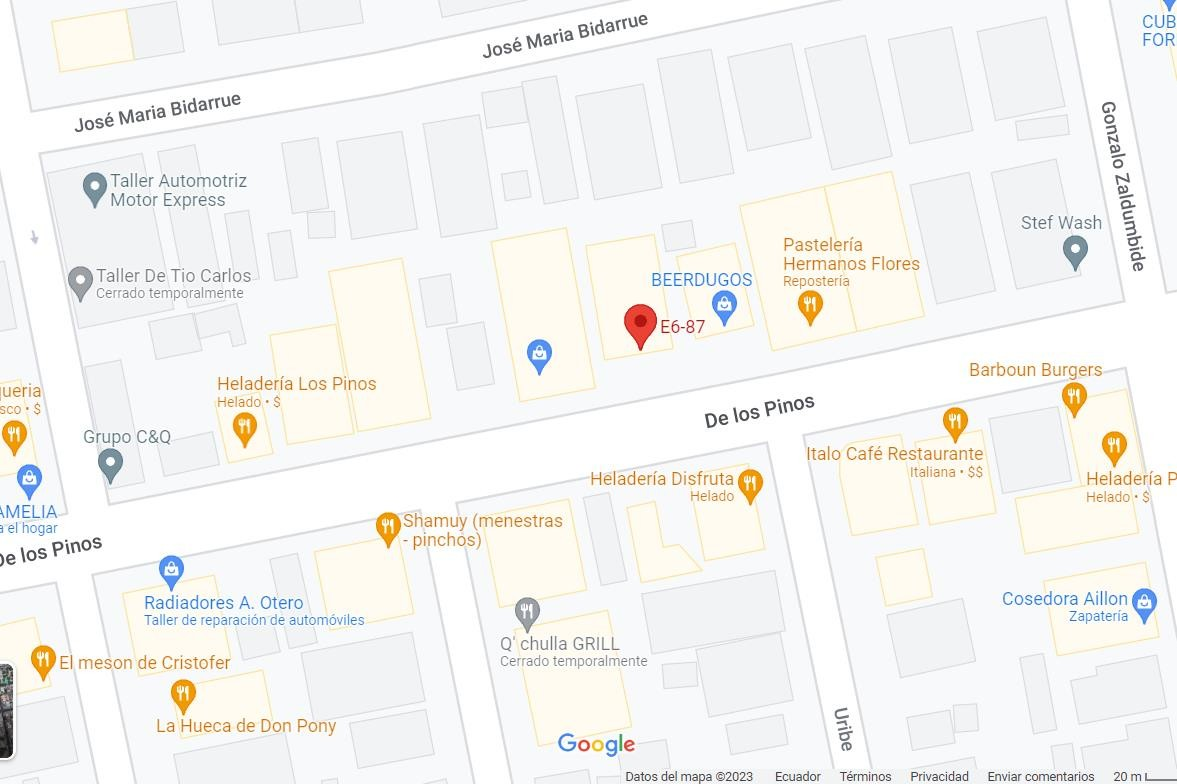 CUB
FOR
José Maria Bidarrue
José Maria Bidarrue
Gonzalo Zaldumbide
Taller Automotriz
Motor Express
Taller De Tio Carlos
Cerrado temporalmente
Stef Wash
Pastelería
Hermanos Flores
Repostería
BEERDUGOS
E6-87
Heladería Los Pinos
Helado • $
queria
sco • $
Grupo C&Q
De los Pinos
Barboun Burgers
Italo Café Restaurante
Italiana • $$
Heladería P
Helado • $
Heladería Disfruta
Helado
AMELIA
a el hogar
De los Pinos
Shamuy (menestras
- pinchos)
Radiadores A. Otero
Taller de reparación de automóviles
Cosedora Aillon
Zapatería
Q' chulla GRILL
Cerrado temporalmente
El meson de Cristofer
La Hueca de Don Pony
Uribe
Google
Datos del mapa ©2023 Ecuador Términos Privacidad Enviar comentarios 20 m